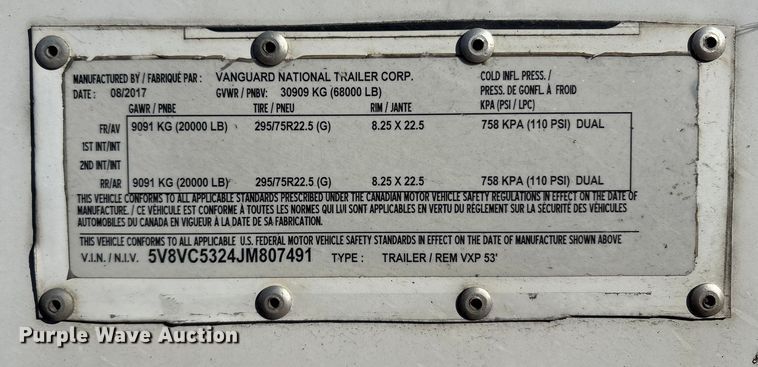 MANUFACTURED BY / FABRIQUÉ PAR : VANGUARD NATIONAL TRAILER CORP.
DATE : 08/2017 GVWR / PNBV: 30909 KG (68000 LB)
COLD INFL. PRESS. /
PRESS. DE GONFL. À FROID
KPA (PSI / LPC)
GAWR / PNBE TIRE / PNEU RIM / JANTE
FR/AV 9091 KG (20000 LB) 295/75R22.5 (G) 8.25 X 22.5 758 KPA (110 PSI) DUAL
1ST INT/INT
2ND INT/INT
RR/AR 9091 KG (20000 LB) 295/75R22.5 (G) 8.25 X 22.5 758 KPA (110 PSI) DUAL
THIS VEHICLE CONFORMS TO ALL APPLICABLE STANDARDS PRESCRIBED UNDER THE CANADIAN MOTOR VEHICLE SAFETY REGULATIONS IN EFFECT ON THE DATE OF
MANUFACTURE. / CE VÉHICULE EST CONFORME À TOUTES LES NORMES QUI LUI SONT APPLICABLES EN VERTU DU RÈGLEMENT SUR LA SÉCURITÉ DES VÉHICULES
AUTOMOBILES DU CANADA EN VIGUEUR À LA DATE DE SA FABRICATION.
THIS VEHICLE CONFORMS TO ALL APPLICABLE U.S. FEDERAL MOTOR VEHICLE SAFETY STANDARDS IN EFFECT ON THE DATE OF MANUFACTURE SHOWN ABOVE
V.I.N. / N.I.V. 5V8VC5324JM807491 TYPE : TRAILER / REM VXP 53'
Purple Wave Auction